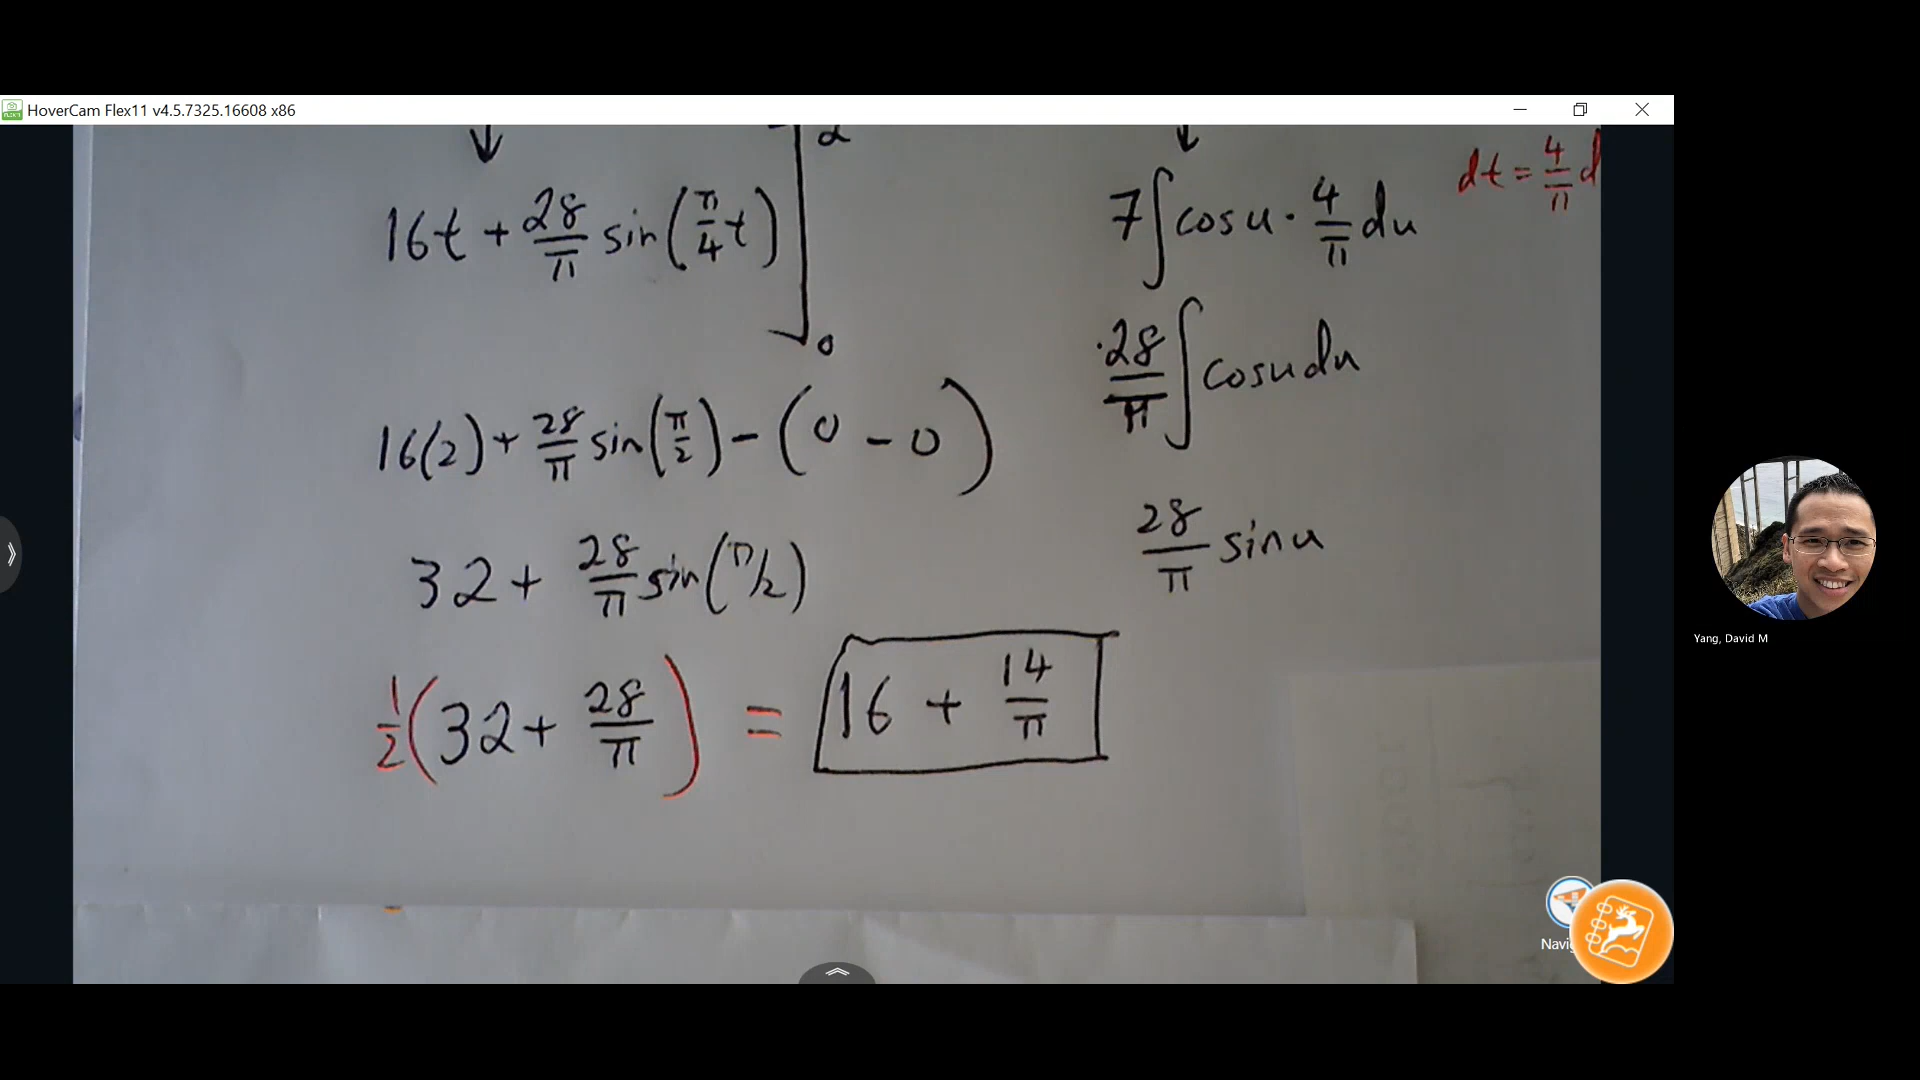 HoverCam Flex11 v4.5.7325.16608 x86
16t + 28/π sin(π/4 t) ]₀²
16(2) + 28/π sin(π/2) - (0 - 0)
32 + 28/π sin(π/2)
1/2(32 + 28/π) = 16 + 14/π
dt = 4/π d
7∫cos u · 4/π du
28/π ∫cos u du
28/π sin u
Yang, David M